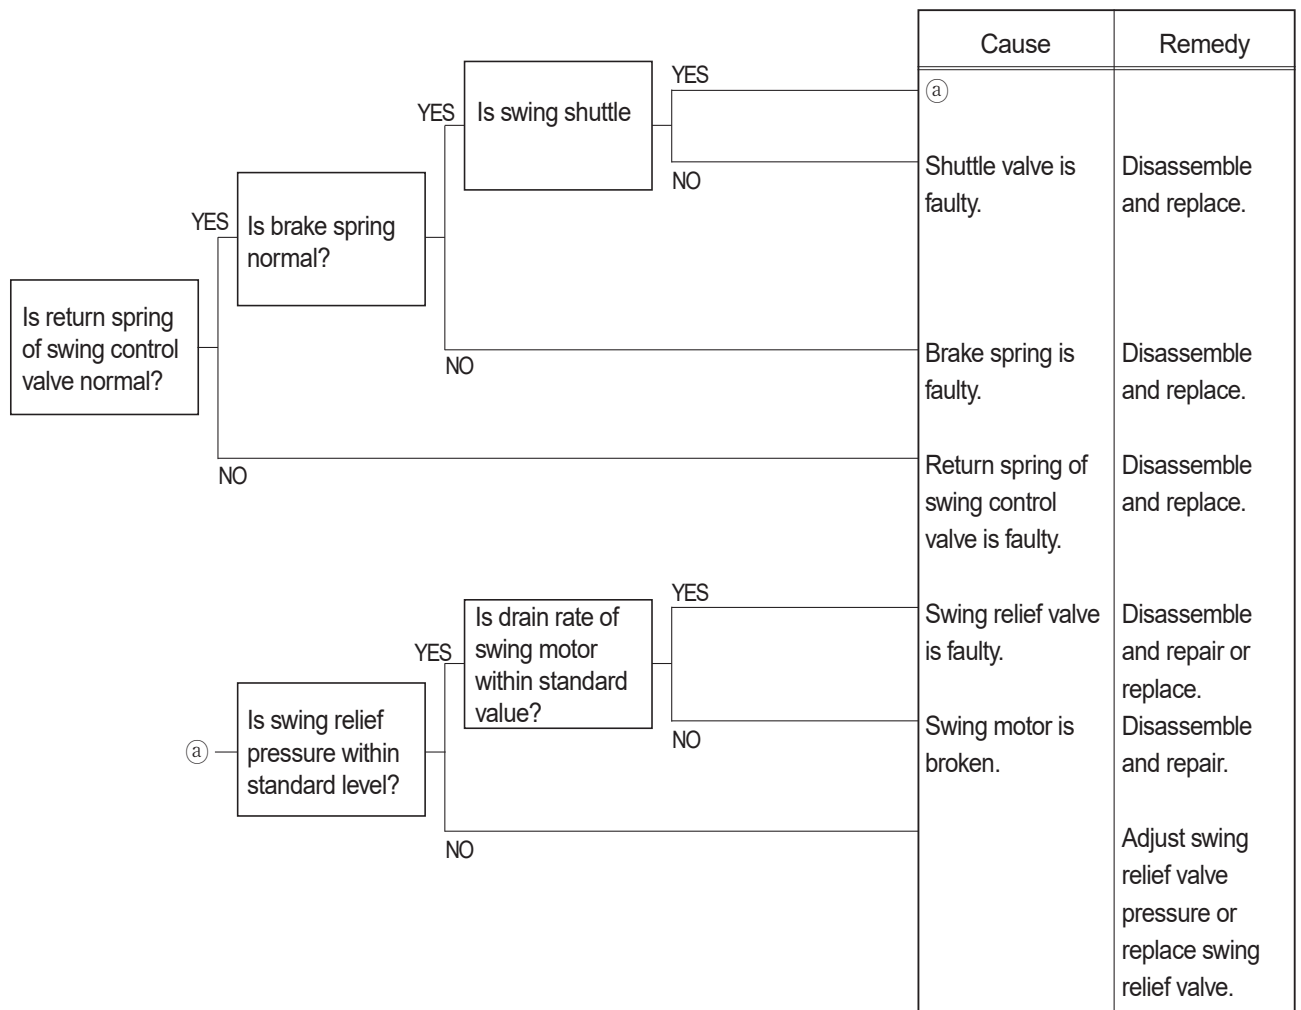 Cause
Remedy
YES
ⓐ
YES
Is swing shuttle
NO
Shuttle valve is
faulty.
Disassemble
and replace.
YES
Is brake spring
normal?
Is return spring
of swing control
valve normal?
NO
Brake spring is
faulty.
Disassemble
and replace.
NO
Return spring of
swing control
valve is faulty.
Disassemble
and replace.
YES
Is drain rate of
swing motor
within standard
value?
YES
Swing relief valve
is faulty.
Disassemble
and repair or
replace.
NO
Swing motor is
broken.
Disassemble
and repair.
ⓐ
Is swing relief
pressure within
standard level?
NO
Adjust swing
relief valve
pressure or
replace swing
relief valve.